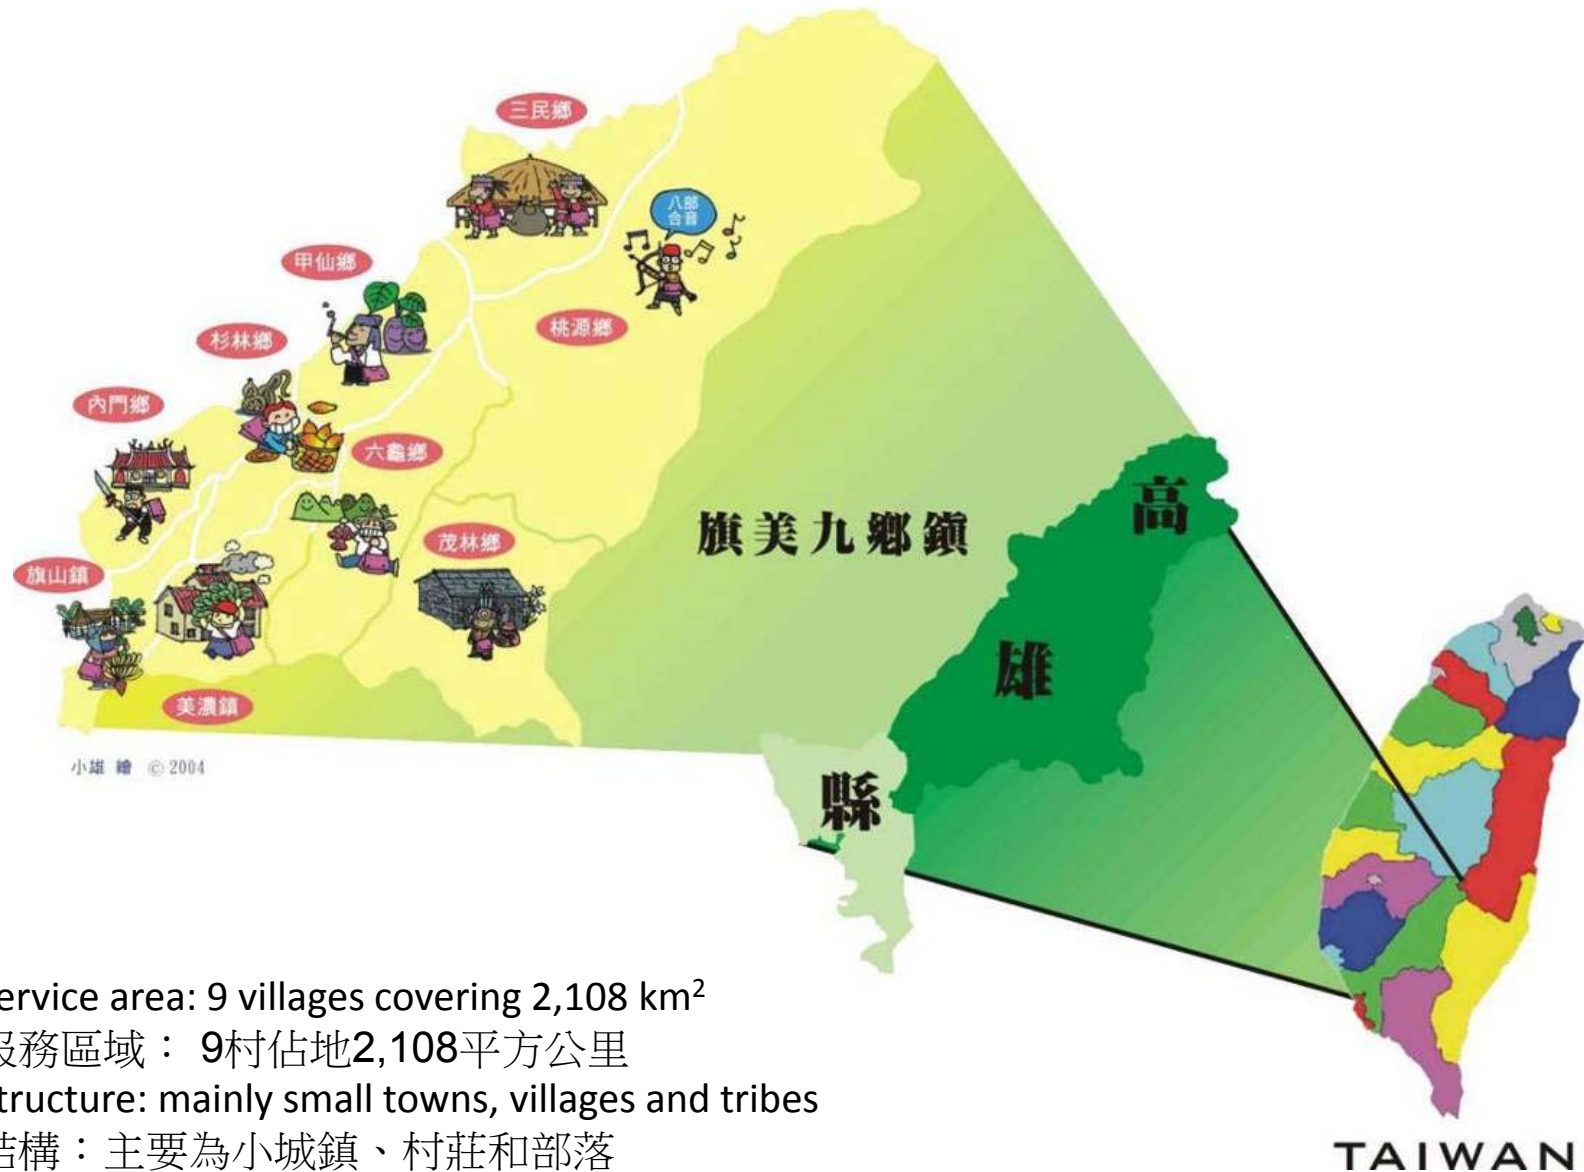 三民鄉
八部
合音
甲仙鄉
桃源鄉
杉林鄉
內門鄉
六龜鄉
茂林鄉
旗山鎮
美濃鎮
旗美九鄉鎮
高
雄
縣
小雄 繪 © 2004
ervice area: 9 villages covering 2,108 km²
服務區域： 9村佔地2,108平方公里
tructure: mainly small towns, villages and tribes
結構：主要為小城鎮、村莊和部落
TAIWAN